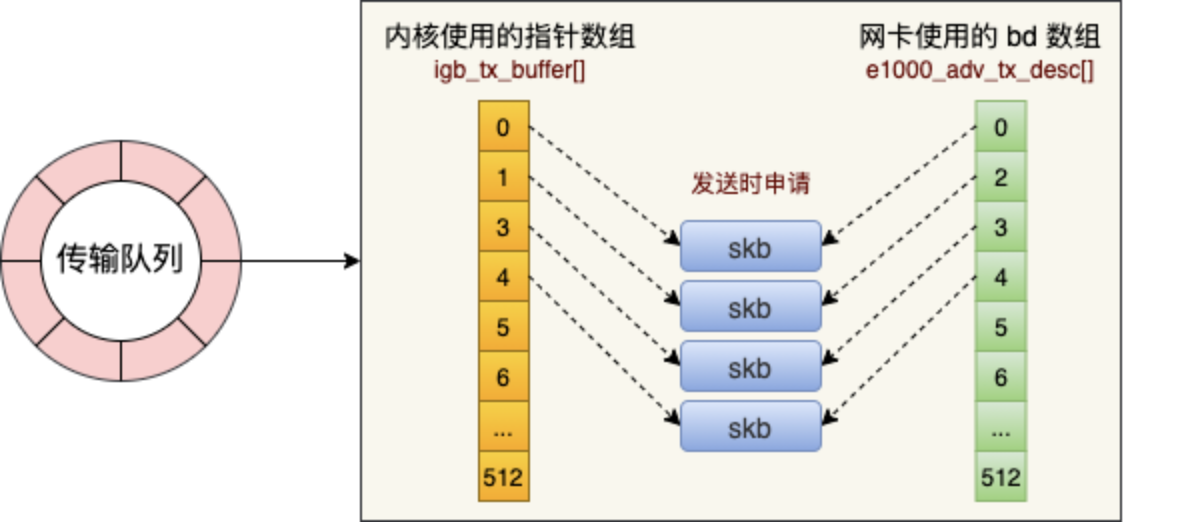 传输队列
内核使用的指针数组
igb_tx_buffer[]
0
1
3
4
5
6
...
512
发送时申请
skb
skb
skb
skb
网卡使用的 bd 数组
e1000_adv_tx_desc[]
0
2
3
4
5
6
...
512